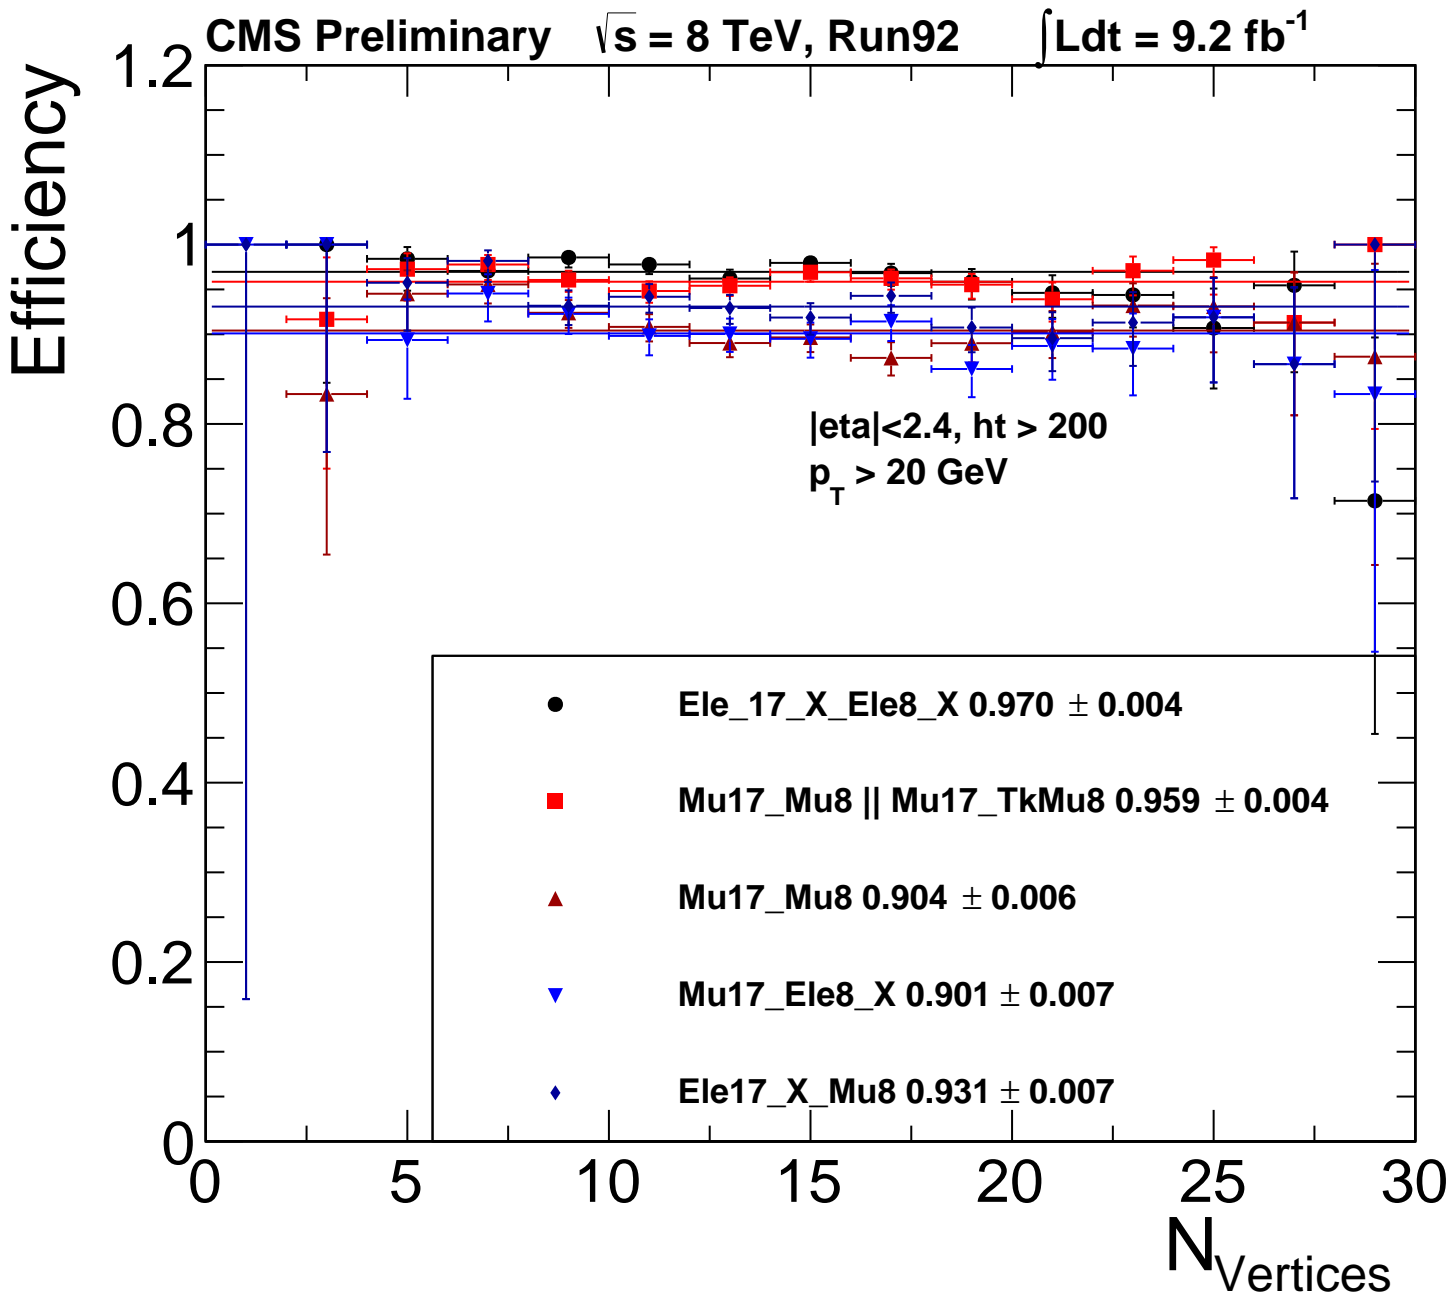 CMS Preliminary √s = 8 TeV, Run92 ∫Ldt = 9.2 fb⁻¹
Efficiency
1.2
1
0.8
0.6
0.4
0.2
0
|eta|<2.4, ht > 200
p_T > 20 GeV
Ele_17_X_Ele8_X 0.970 ± 0.004
Mu17_Mu8 || Mu17_TkMu8 0.959 ± 0.004
Mu17_Mu8 0.904 ± 0.006
Mu17_Ele8_X 0.901 ± 0.007
Ele17_X_Mu8 0.931 ± 0.007
0 5 10 15 20 25 30
N_Vertices